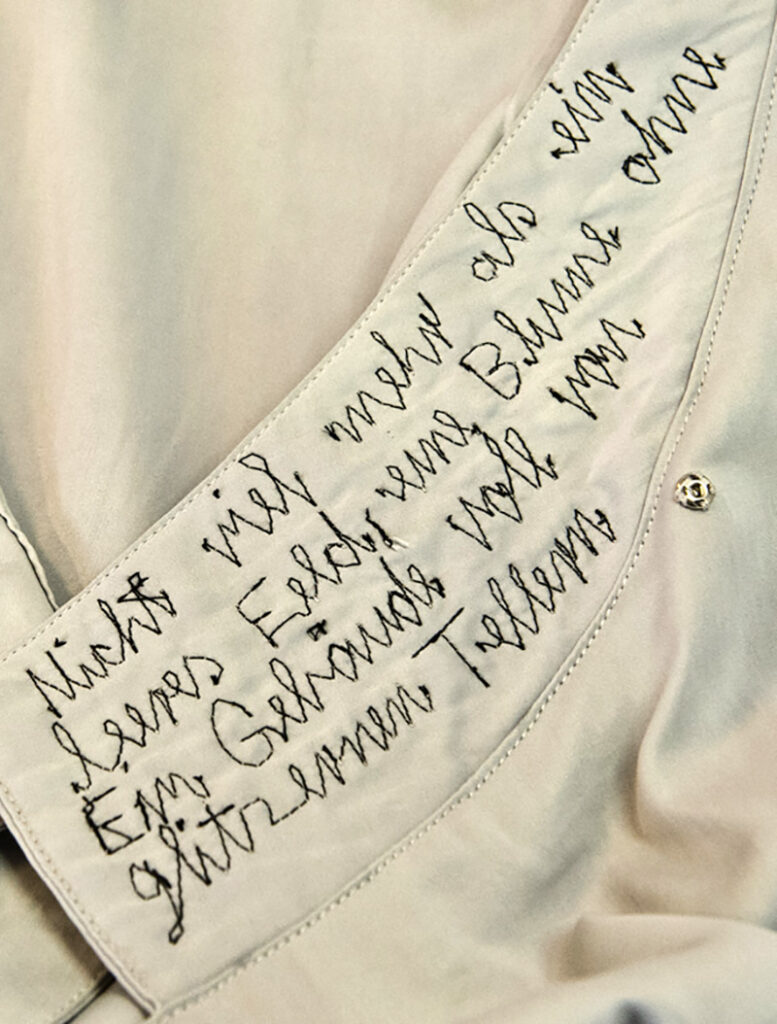 Nicht viel mehr als ein
leeres Feld, eine Blume ohne
Ein Gebäude voll von
glitzernen Tellern